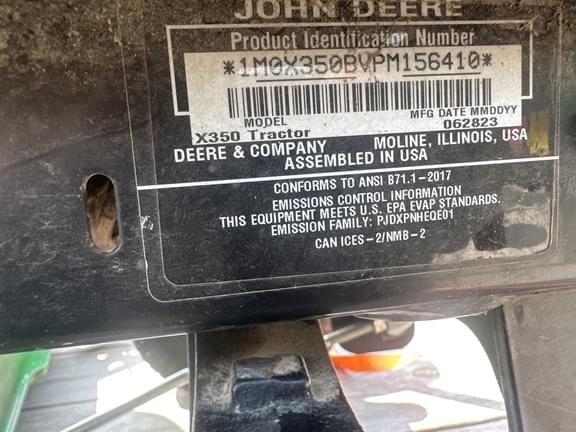 JOHN DEERE
Product Identification Number
*1M0X350BVPM156410*
MODEL MFG DATE MMDDYY
X350 Tractor 062823
DEERE & COMPANY MOLINE, ILLINOIS, USA
ASSEMBLED IN USA
CONFORMS TO ANSI B71.1-2017
EMISSIONS CONTROL INFORMATION
THIS EQUIPMENT MEETS U.S. EPA EVAP STANDARDS.
EMISSION FAMILY: PJDXPNHEQE01
CAN ICES-2/NMB-2